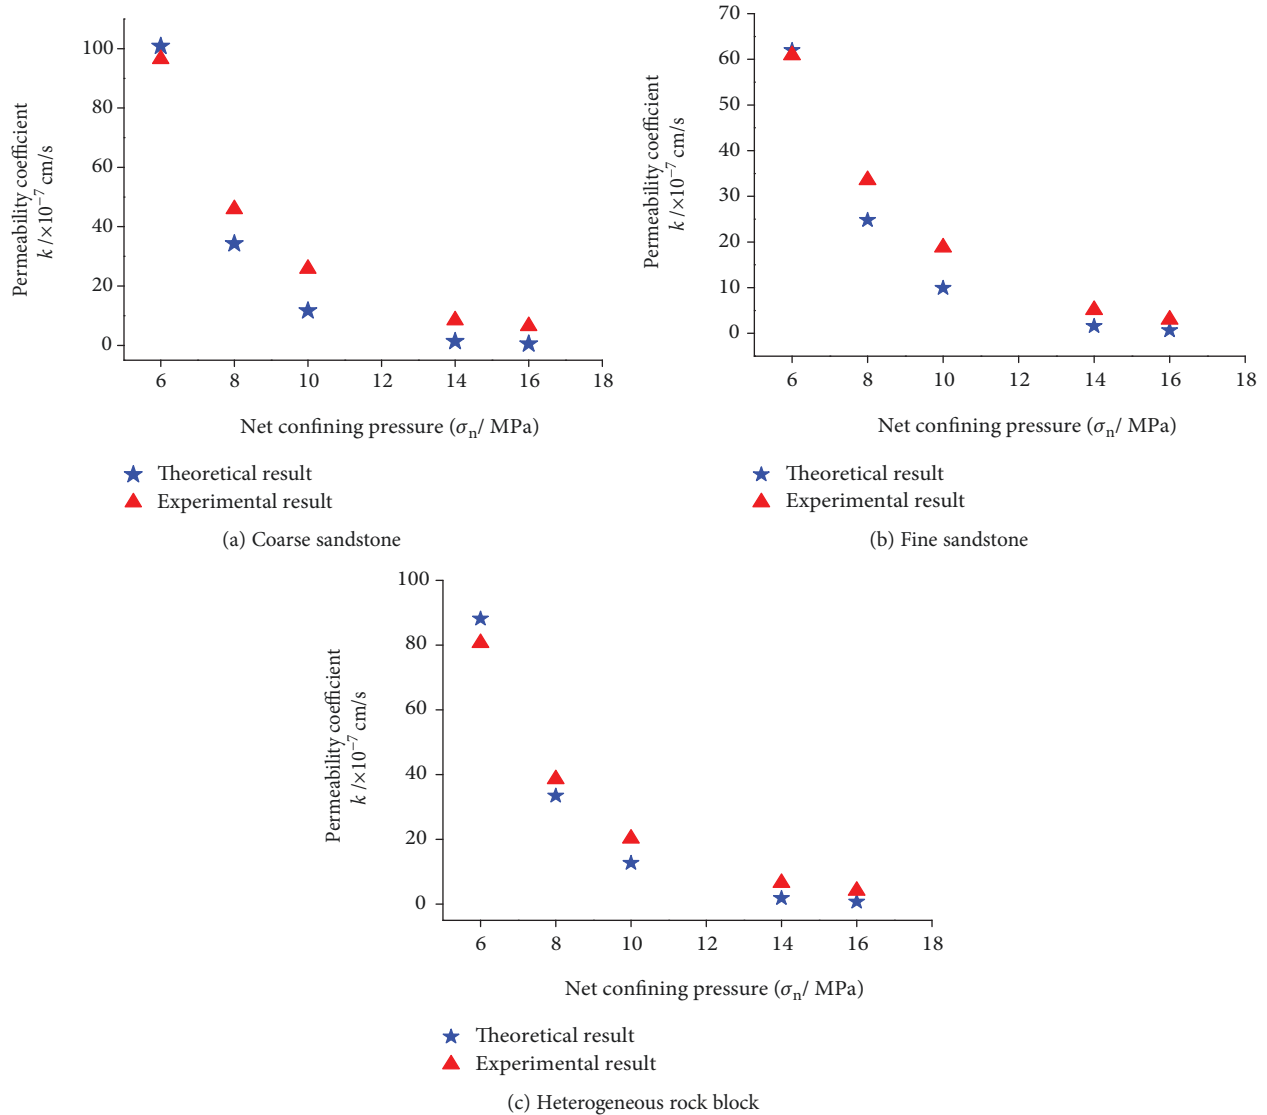 100
80
60
40
20
0
Permeability coefficient
k /×10⁻⁷ cm/s
6 8 10 12 14 16 18
Net confining pressure (σₙ/ MPa)
Theoretical result
Experimental result
(a) Coarse sandstone
70
60
50
40
30
20
10
0
Permeability coefficient
k /×10⁻⁷ cm/s
6 8 10 12 14 16 18
Net confining pressure (σₙ/ MPa)
Theoretical result
Experimental result
(b) Fine sandstone
100
80
60
40
20
0
Permeability coefficient
k /×10⁻⁷ cm/s
6 8 10 12 14 16 18
Net confining pressure (σₙ/ MPa)
Theoretical result
Experimental result
(c) Heterogeneous rock block